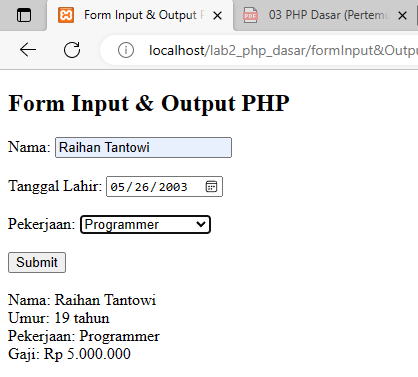 Form Input & Output P
03 PHP Dasar (Pertem
localhost/lab2_php_dasar/formInput&Outp
Form Input & Output PHP
Nama: Raihan Tantowi
Tanggal Lahir: 05/26/2003
Pekerjaan: Programmer
Submit
Nama: Raihan Tantowi
Umur: 19 tahun
Pekerjaan: Programmer
Gaji: Rp 5.000.000